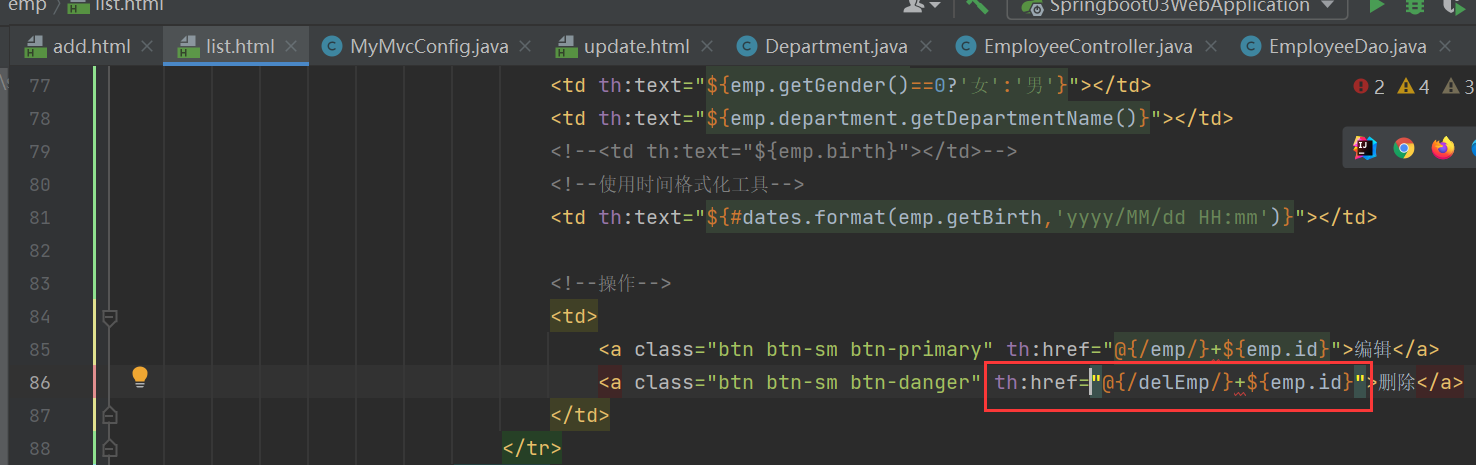 emp list.html Springboot03WebApplication
add.html list.html MyMvcConfig.java update.html Department.java EmployeeController.java EmployeeDao.java
77 <td th:text="${emp.getGender()==0?'女':'男'}"></td> 2 4 3
78 <td th:text="${emp.department.getDepartmentName()}"></td>
79 <!--<td th:text="${emp.birth}"></td>-->
80 <!--使用时间格式化工具-->
81 <td th:text="${#dates.format(emp.getBirth,'yyyy/MM/dd HH:mm')}"></td>
82
83 <!--操作-->
84 <td>
85 <a class="btn btn-sm btn-primary" th:href="@{/emp/}+${emp.id}">编辑</a>
86 <a class="btn btn-sm btn-danger" th:href="@{/delEmp/}+${emp.id}">删除</a>
87 </td>
88 </tr>